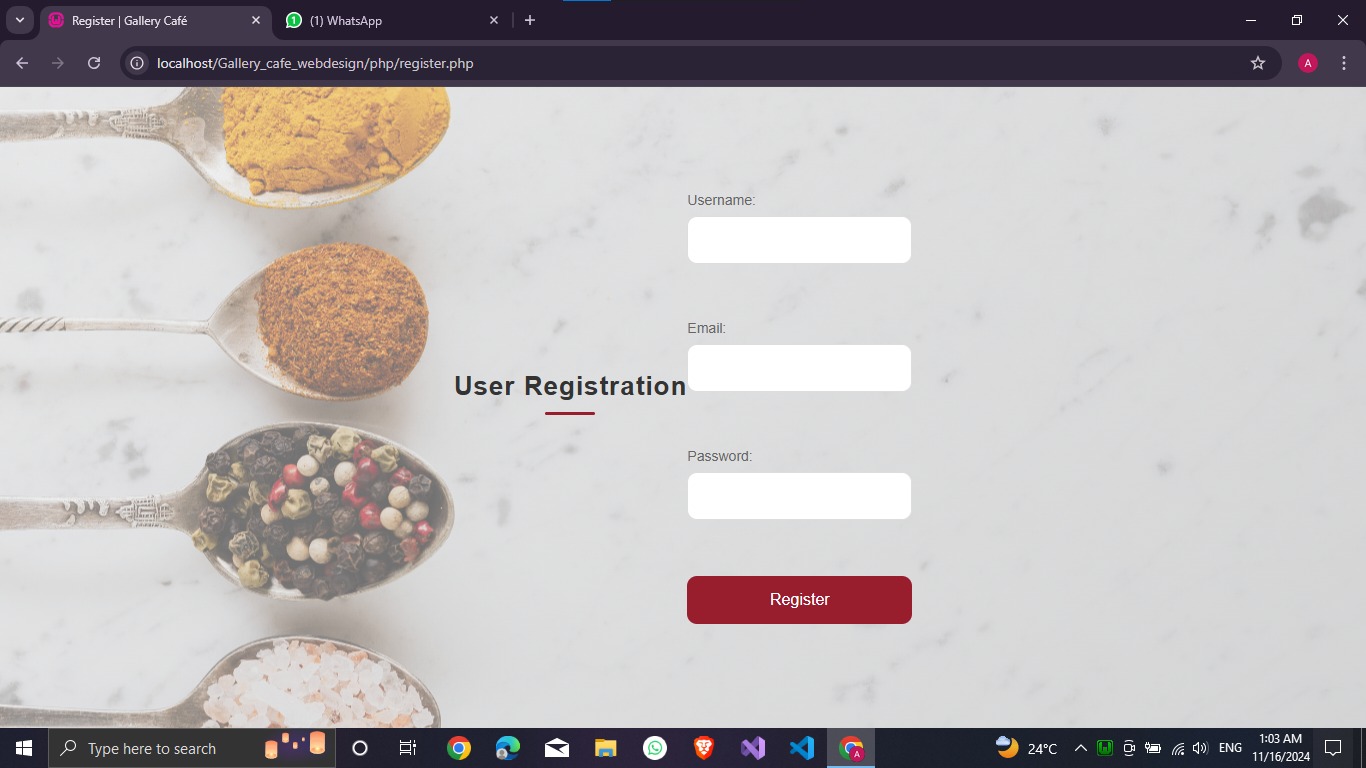 Register | Gallery Café
(1) WhatsApp
localhost/Gallery_cafe_webdesign/php/register.php
A
Username:
Email:
User Registration
Password:
Register
Type here to search
24°C
ENG
1:03 AM
11/16/2024